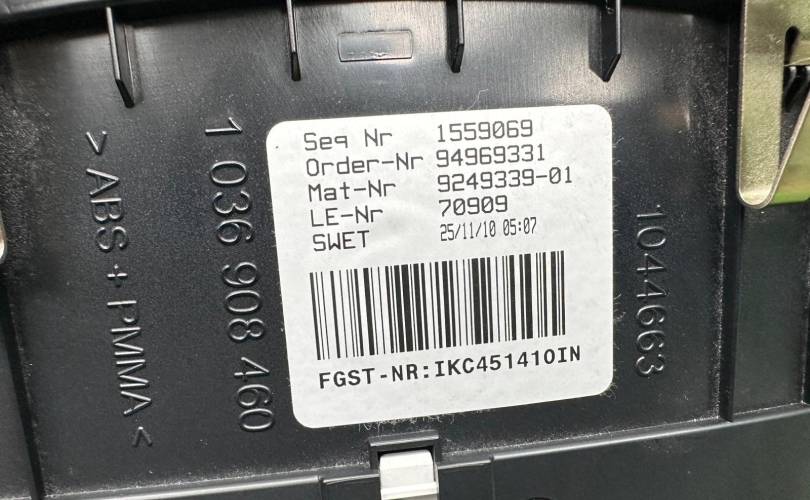 Seq Nr 1559069
Order-Nr 94969331
Mat-Nr 9249339-01
LE-Nr 70909
SWET 25/11/10 05:07
FGST-NR:IKC451410IN
> ABS + PMMA <
1 036 908 460
1044663